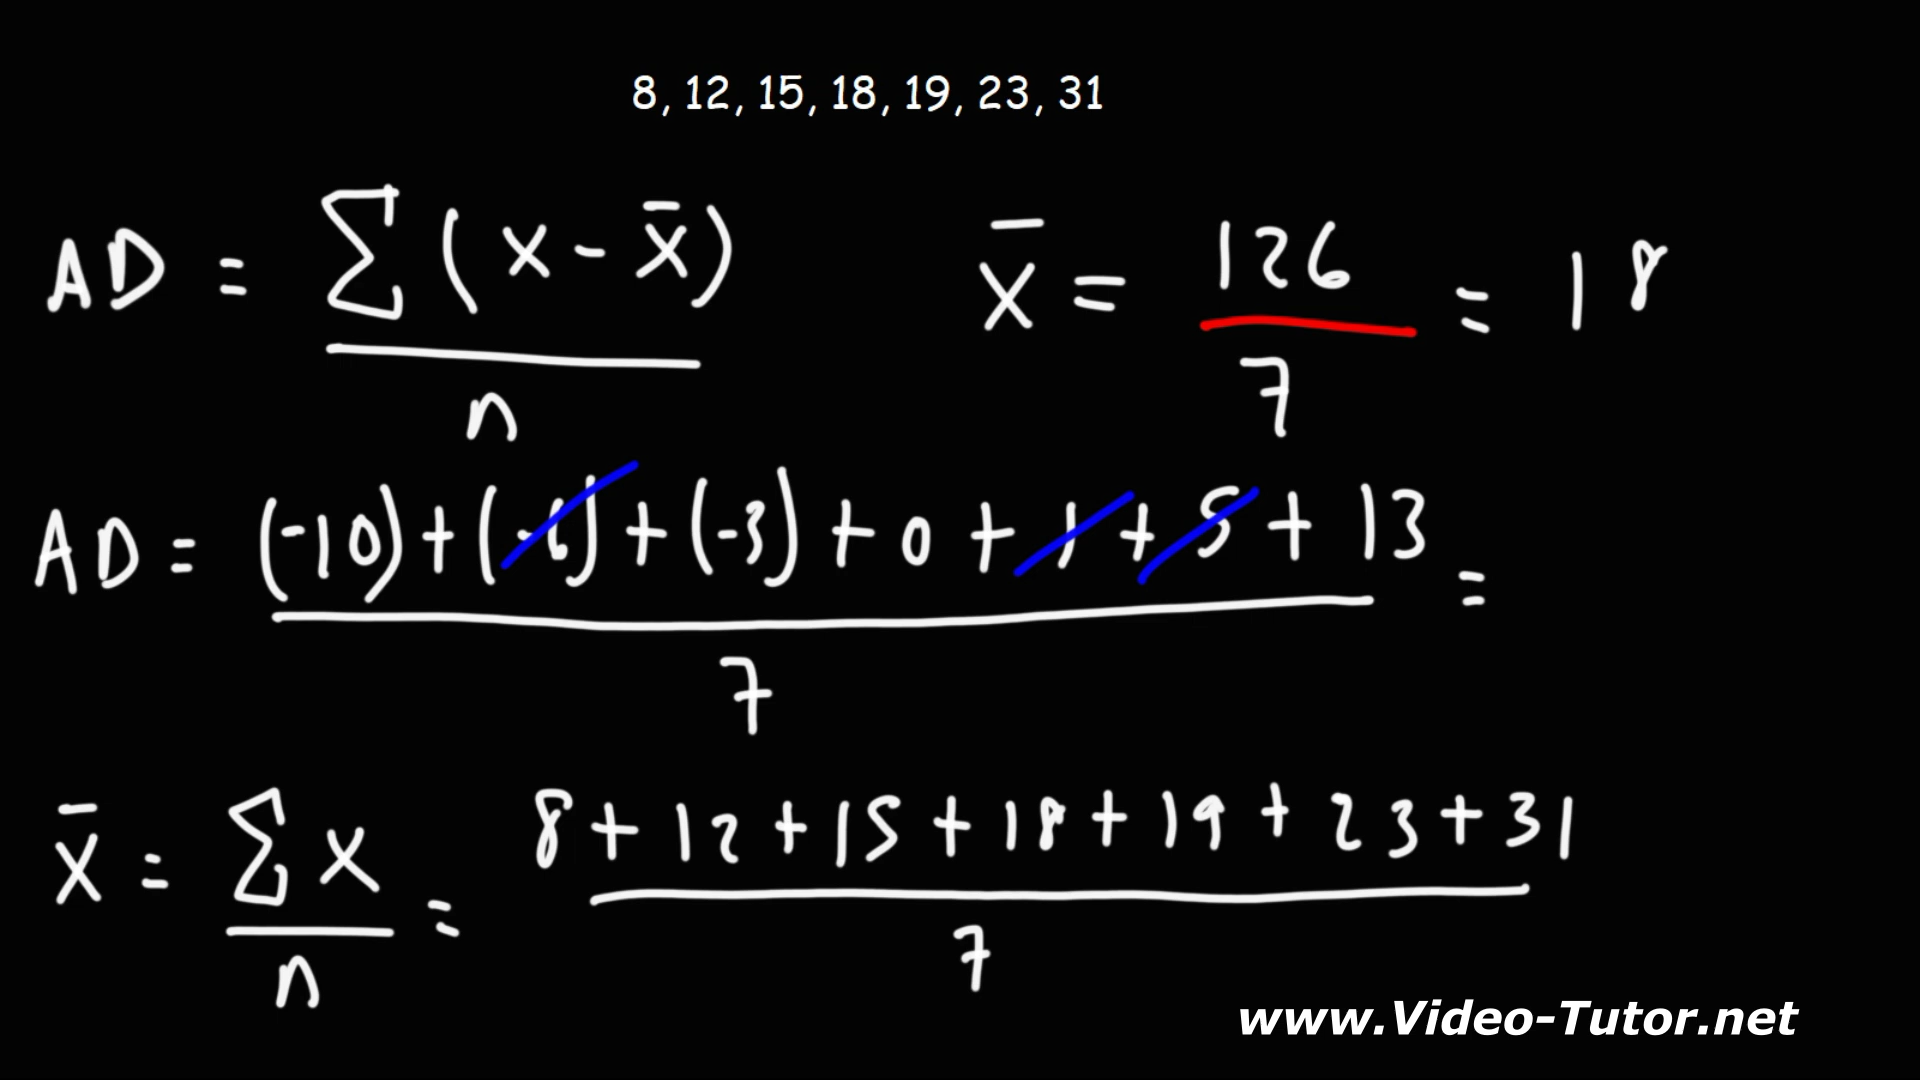 8, 12, 15, 18, 19, 23, 31
AD = ∑(x - x̄) / n
x̄ = 126 / 7 = 18
AD = (-10) + (-6) + (-3) + 0 + 1 + 5 + 13 / 7 =
x̄ = ∑x / n = 8 + 12 + 15 + 18 + 19 + 23 + 31 / 7
www.Video-Tutor.net